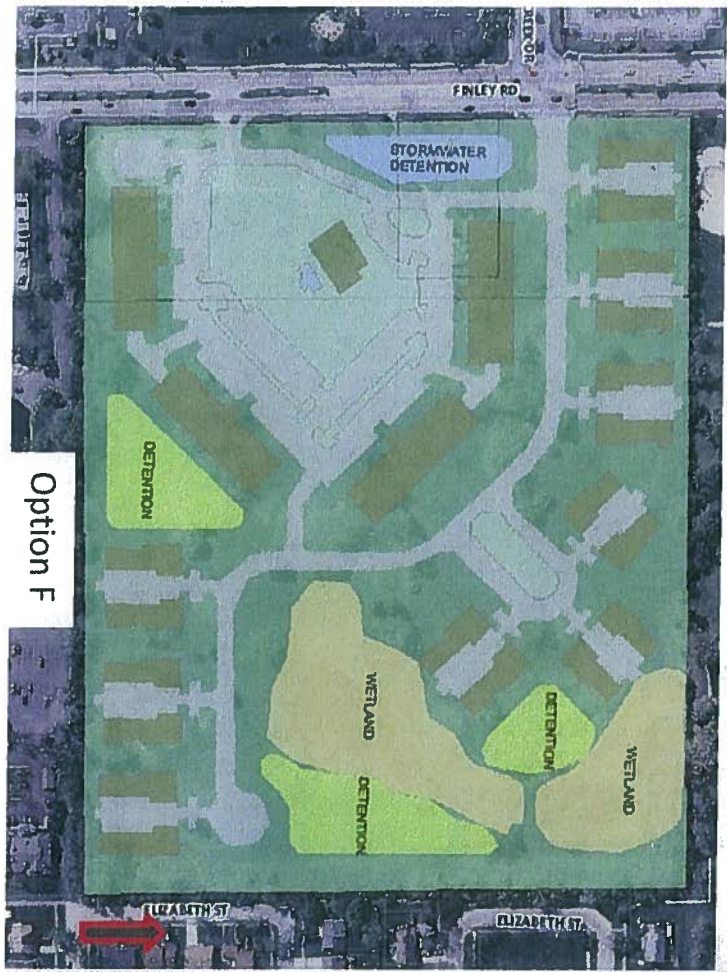 FINLEY RD
STORMWATER
DETENTION
DETENTION
Option F
WETLAND
DETENTION
WETLAND
DETENTION
ELIZABETH ST
ELIZABETH ST